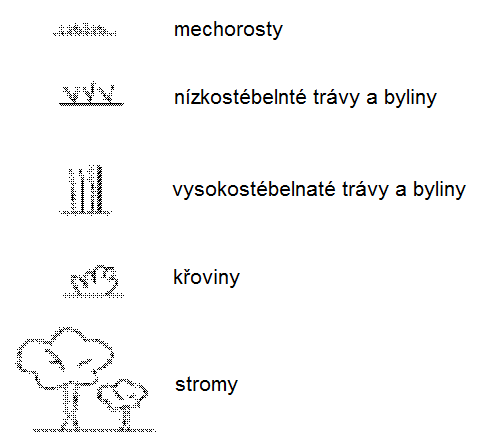 mechorosty
nízkostébelnté trávy a byliny
vysokostébelnaté trávy a byliny
křoviny
stromy